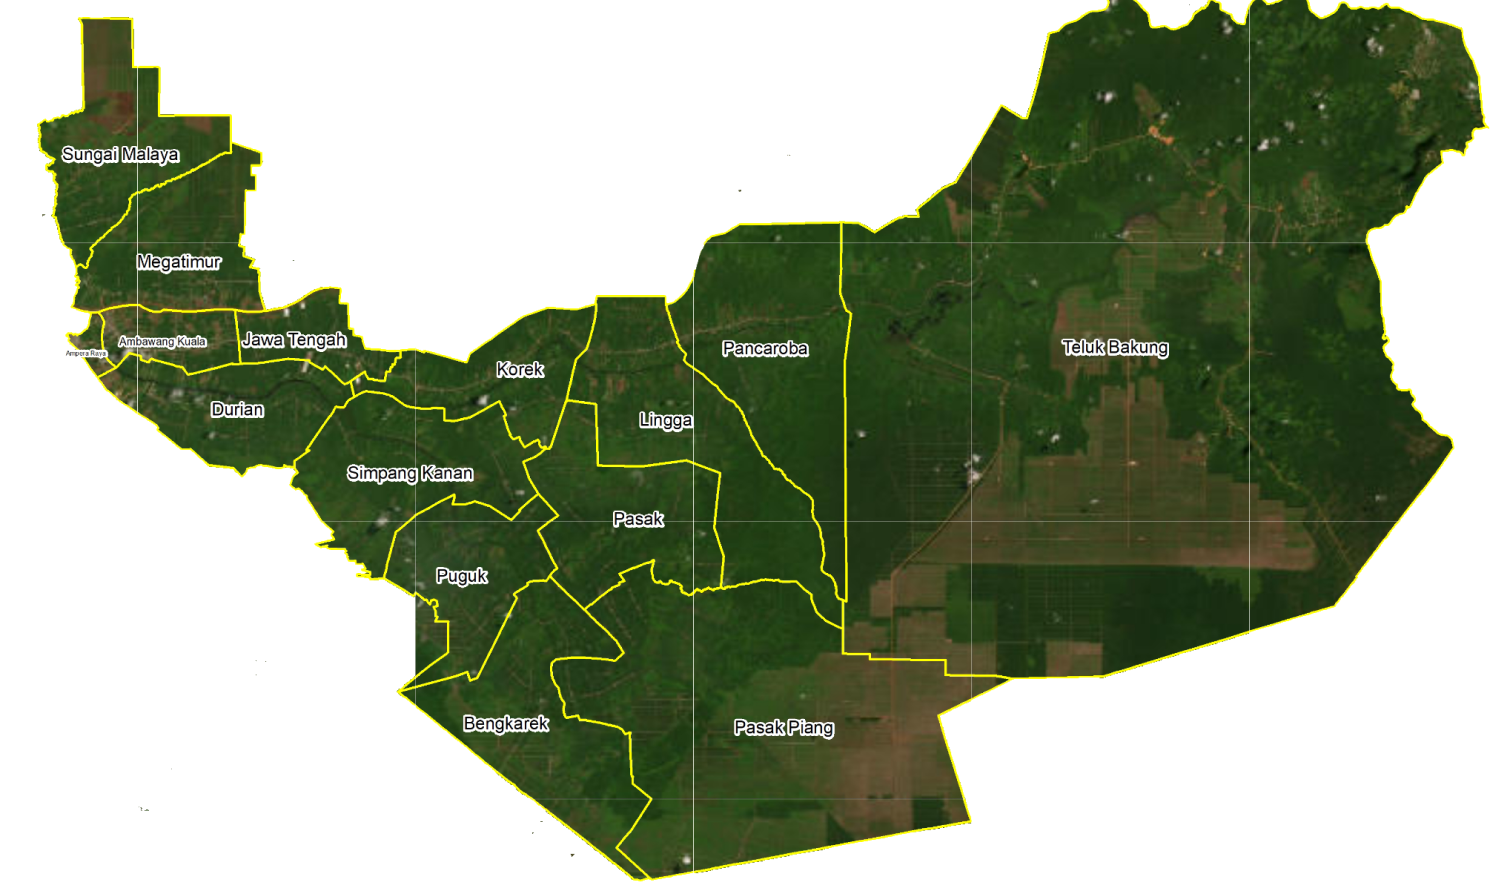 Sungai Malaya
Megatimur
Ampera Raya
Ambawang Kuala
Jawa Tengah
Korek
Pancaroba
Teluk Bakung
Durian
Lingga
Simpang Kanan
Pasak
Puguk
Bengkarek
Pasak Piang